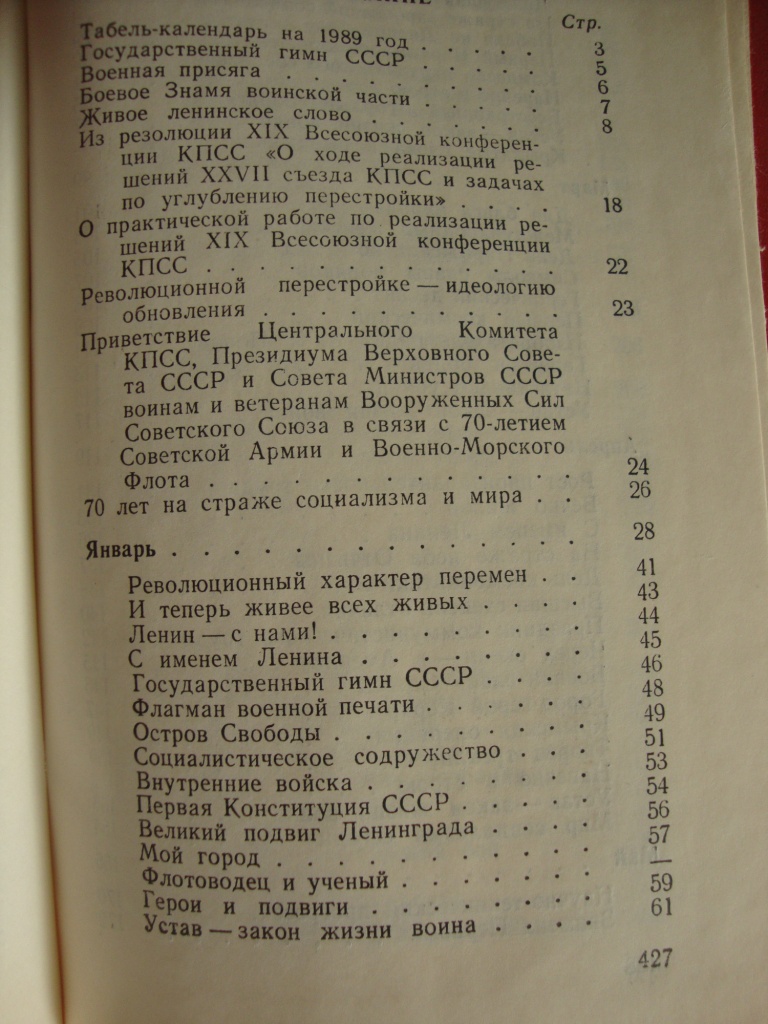 Стр.
Табель-календарь на 1989 год . . . . . 3
Государственный гимн СССР . . . . . 5
Военная присяга . . . . . . . . . 6
Боевое Знамя воинской части . . . . . 7
Живое ленинское слово . . . . . . . 8
Из резолюции XIX Всесоюзной конферен-
ции КПСС «О ходе реализации ре-
шений XXVII съезда КПСС и задачах
по углублению перестройки» . . . . 18
О практической работе по реализации ре-
шений XIX Всесоюзной конференции
КПСС . . . . . . . . . . . . 22
Революционной перестройке — идеологию
обновления . . . . . . . . . . 23
Приветствие Центрального Комитета
КПСС, Президиума Верховного Сове-
та СССР и Совета Министров СССР
воинам и ветеранам Вооруженных Сил
Советского Союза в связи с 70-летием
Советской Армии и Военно-Морского
Флота . . . . . . . . . . . . . 24
70 лет на страже социализма и мира . . 26
Январь . . . . . . . . . . . . . . 28
Революционный характер перемен . . 41
И теперь живее всех живых . . . . 43
Ленин — с нами! . . . . . . . . . 44
С именем Ленина . . . . . . . . 45
Государственный гимн СССР . . . . 46
Флагман военной печати . . . . . . 48
Остров Свободы . . . . . . . . . 49
Социалистическое содружество . . . 51
Внутренние войска . . . . . . . . 53
Первая Конституция СССР . . . . . 54
Великий подвиг Ленинграда . . . . 56
Мой город . . . . . . . . . . . 57
Флотоводец и ученый . . . . . . . —
Герои и подвиги . . . . . . . . 59
Устав — закон жизни воина . . . . 61
427